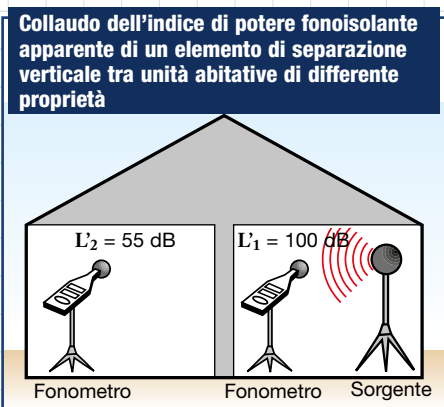 Collaudo dell'indice di potere fonoisolante
apparente di un elemento di separazione
verticale tra unità abitative di differente
proprietà
L'2 = 55 dB
L'1 = 100 dB
Fonometro
Fonometro
Sorgente